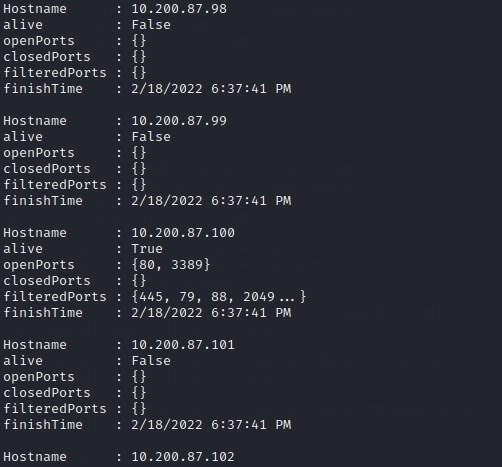 Hostname      : 10.200.87.98
alive         : False
openPorts     : {}
closedPorts   : {}
filteredPorts : {}
finishTime    : 2/18/2022 6:37:41 PM

Hostname      : 10.200.87.99
alive         : False
openPorts     : {}
closedPorts   : {}
filteredPorts : {}
finishTime    : 2/18/2022 6:37:41 PM

Hostname      : 10.200.87.100
alive         : True
openPorts     : {80, 3389}
closedPorts   : {}
filteredPorts : {445, 79, 88, 2049...}
finishTime    : 2/18/2022 6:37:41 PM

Hostname      : 10.200.87.101
alive         : False
openPorts     : {}
closedPorts   : {}
filteredPorts : {}
finishTime    : 2/18/2022 6:37:41 PM

Hostname      : 10.200.87.102